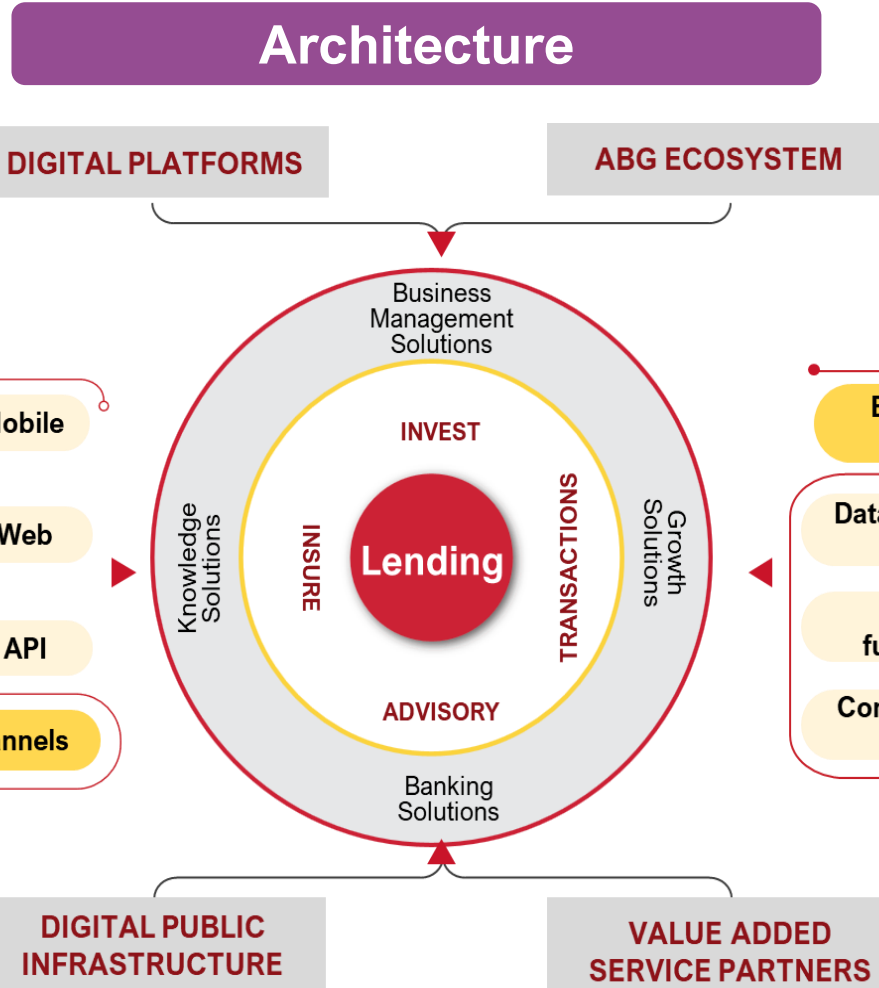 Architecture
DIGITAL PLATFORMS
ABG ECOSYSTEM
Business
Management
Solutions
INVEST
Knowledge
Solutions
INSURE
Lending
TRANSACTIONS
Growth
Solutions
ADVISORY
Banking
Solutions
Web
API
DIGITAL PUBLIC
INFRASTRUCTURE
VALUE ADDED
SERVICE PARTNERS